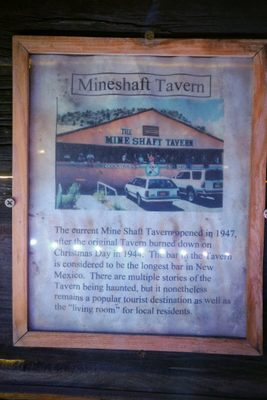 Mineshaft Tavern
THE
MINE SHAFT TAVERN
The current Mine Shaft Tavern opened in 1947,
after the original Tavern burned down on
Christmas Day in 1944. The bar in the Tavern
is considered to be the longest bar in New
Mexico. There are multiple stories of the
Tavern being haunted, but it nonetheless
remains a popular tourist destination as well as
the "living room" for local residents.